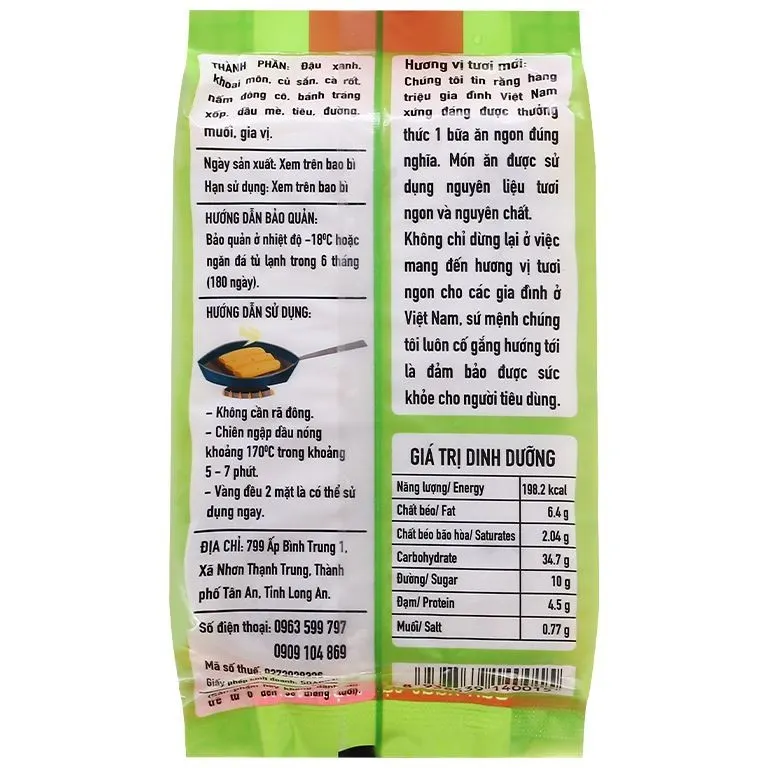 THÀNH PHẦN: Đậu xanh,
khoai môn, củ sắn, cà rốt,
nấm đông cô, bánh tráng
xốp, dầu mè, tiêu, đường,
muối, gia vị.
Ngày sản xuất: Xem trên bao bì
Hạn sử dụng: Xem trên bao bì
HƯỚNG DẪN BẢO QUẢN:
Bảo quản ở nhiệt độ –18⁰C hoặc
ngăn đá tủ lạnh trong 6 tháng
(180 ngày).
HƯỚNG DẪN SỬ DỤNG:
– Không cần rã đông.
– Chiên ngập dầu nóng
khoảng 170⁰C trong khoảng
5 – 7 phút.
– Vàng đều 2 mặt là có thể sử
dụng ngay.
ĐỊA CHỈ: 799 Ấp Bình Trung 1,
Xã Nhơn Thạnh Trung, Thành
phố Tân An, Tỉnh Long An.
Số điện thoại: 0963 599 797
0909 104 869
Mã số thuế:
Giấy phép kinh doanh:
Hương vị tươi mới:
Chúng tôi tin rằng hàng
triệu gia đình Việt Nam
xứng đáng được thưởng
thức 1 bữa ăn ngon đúng
nghĩa. Món ăn được sử
dụng nguyên liệu tươi
ngon và nguyên chất.
Không chỉ dừng lại ở việc
mang đến hương vị tươi
ngon cho các gia đình ở
Việt Nam, sứ mệnh chúng
tôi luôn cố gắng hướng tới
là đảm bảo được sức
khỏe cho người tiêu dùng.
GIÁ TRỊ DINH DƯỠNG
Năng lượng/ Energy 198.2 kcal
Chất béo/ Fat 6.4 g
Chất béo bão hòa/ Saturates 2.04 g
Carbohydrate 34.7 g
Đường/ Sugar 10 g
Đạm/ Protein 4.5 g
Muối/ Salt 0.77 g